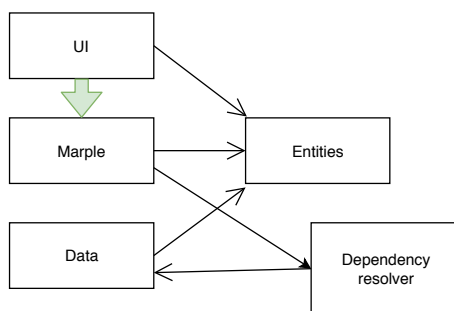 UI
Marple
Entities
Data
Dependency
resolver